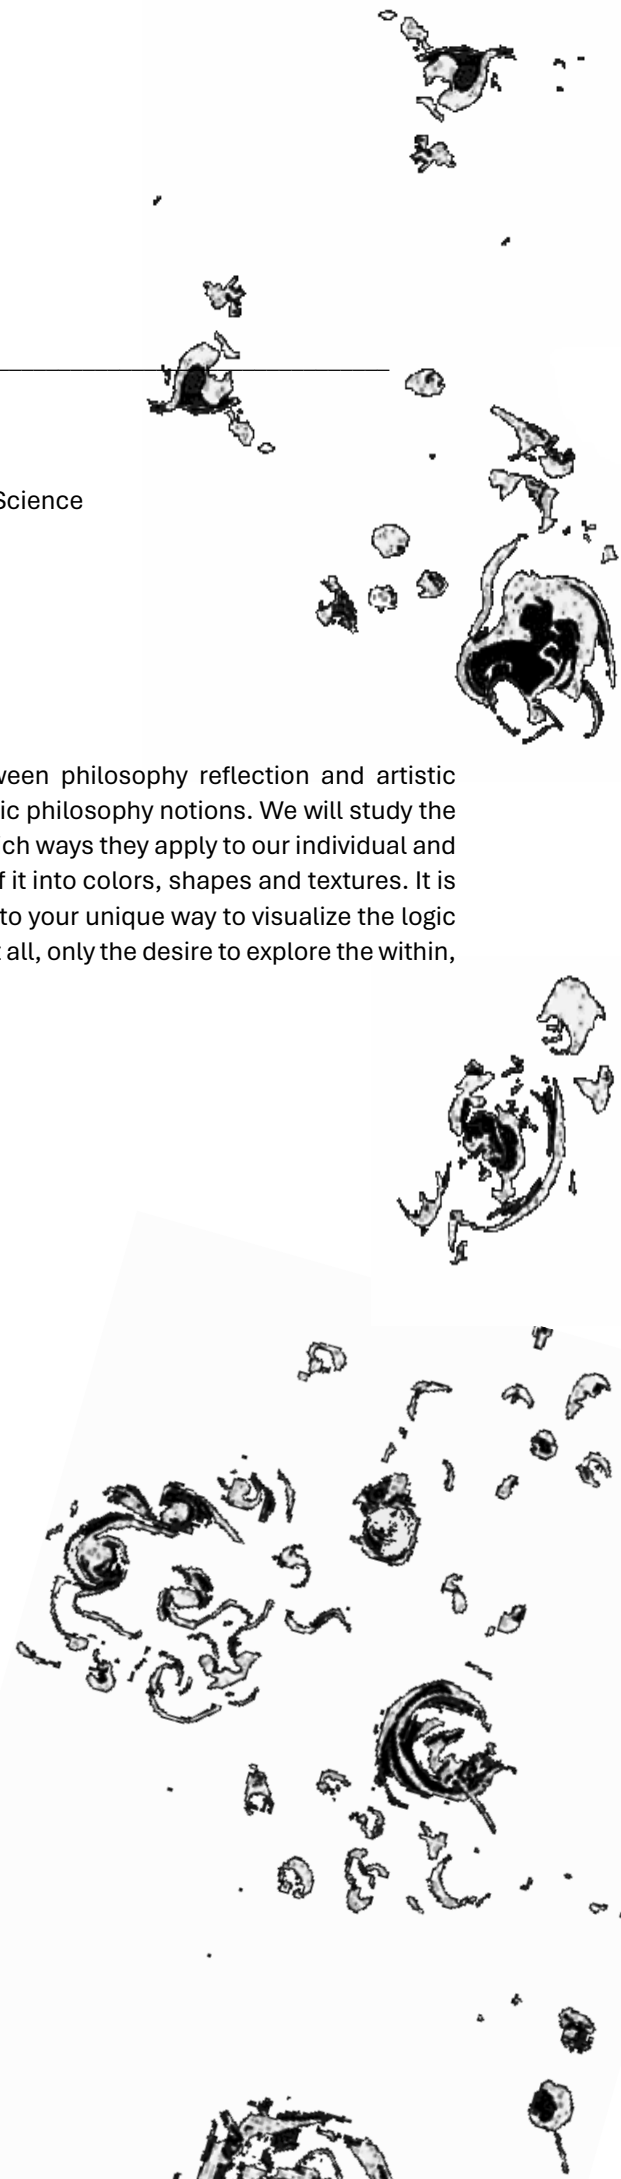 Science
ween philosophy reflection and artistic
ic philosophy notions. We will study the
ch ways they apply to our individual and
f it into colors, shapes and textures. It is
to your unique way to visualize the logic
t all, only the desire to explore the within,